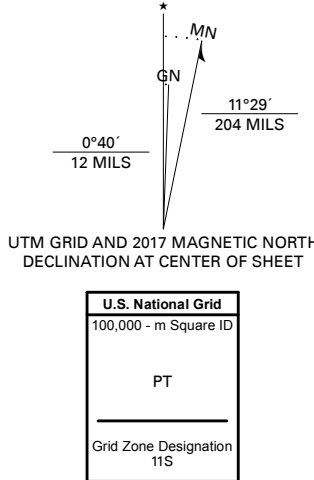 MN
GN
11°29´
204 MILS
0°40´
12 MILS
UTM GRID AND 2017 MAGNETIC NORTH
DECLINATION AT CENTER OF SHEET
U.S. National Grid
100,000 - m Square ID
PT
Grid Zone Designation
11S